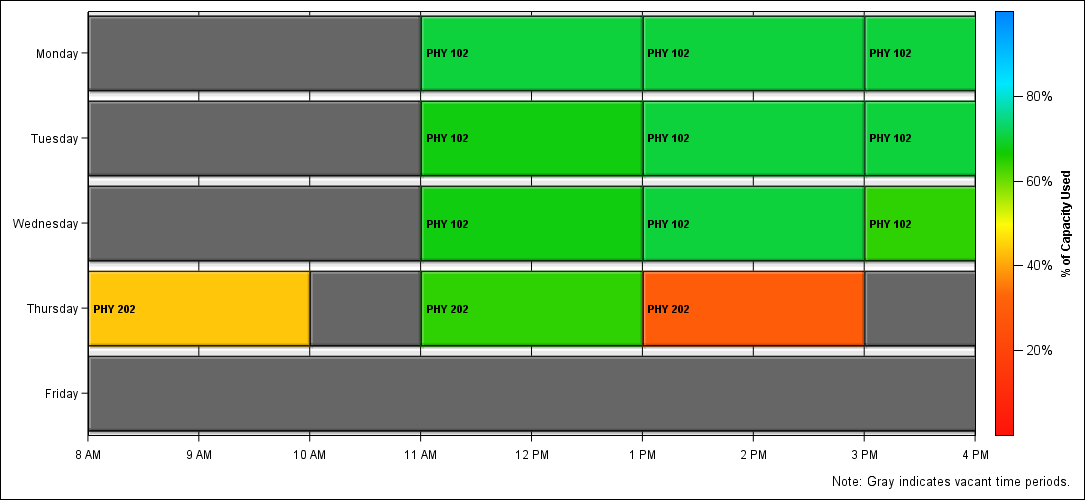 Monday
PHY 102
PHY 102
PHY 102
Tuesday
PHY 102
PHY 102
PHY 102
Wednesday
PHY 102
PHY 102
PHY 102
Thursday
PHY 202
PHY 202
PHY 202
Friday
8 AM
9 AM
10 AM
11 AM
12 PM
1 PM
2 PM
3 PM
4 PM
80%
60%
40%
20%
% of Capacity Used
Note: Gray indicates vacant time periods.